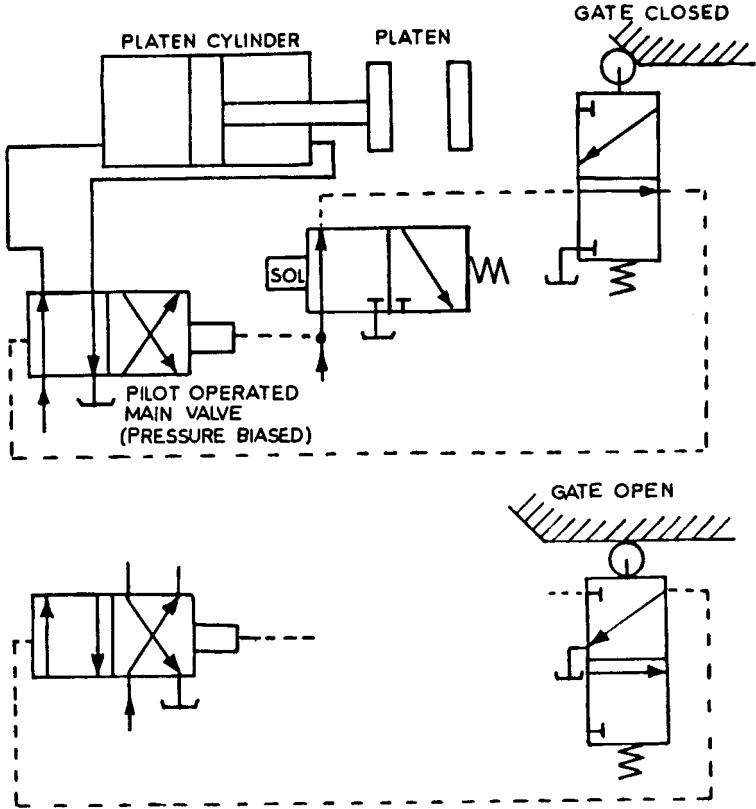 GATE CLOSED
PLATEN CYLINDER
PLATEN
SOL
PILOT OPERATED
MAIN VALVE
(PRESSURE BIASED)
GATE OPEN